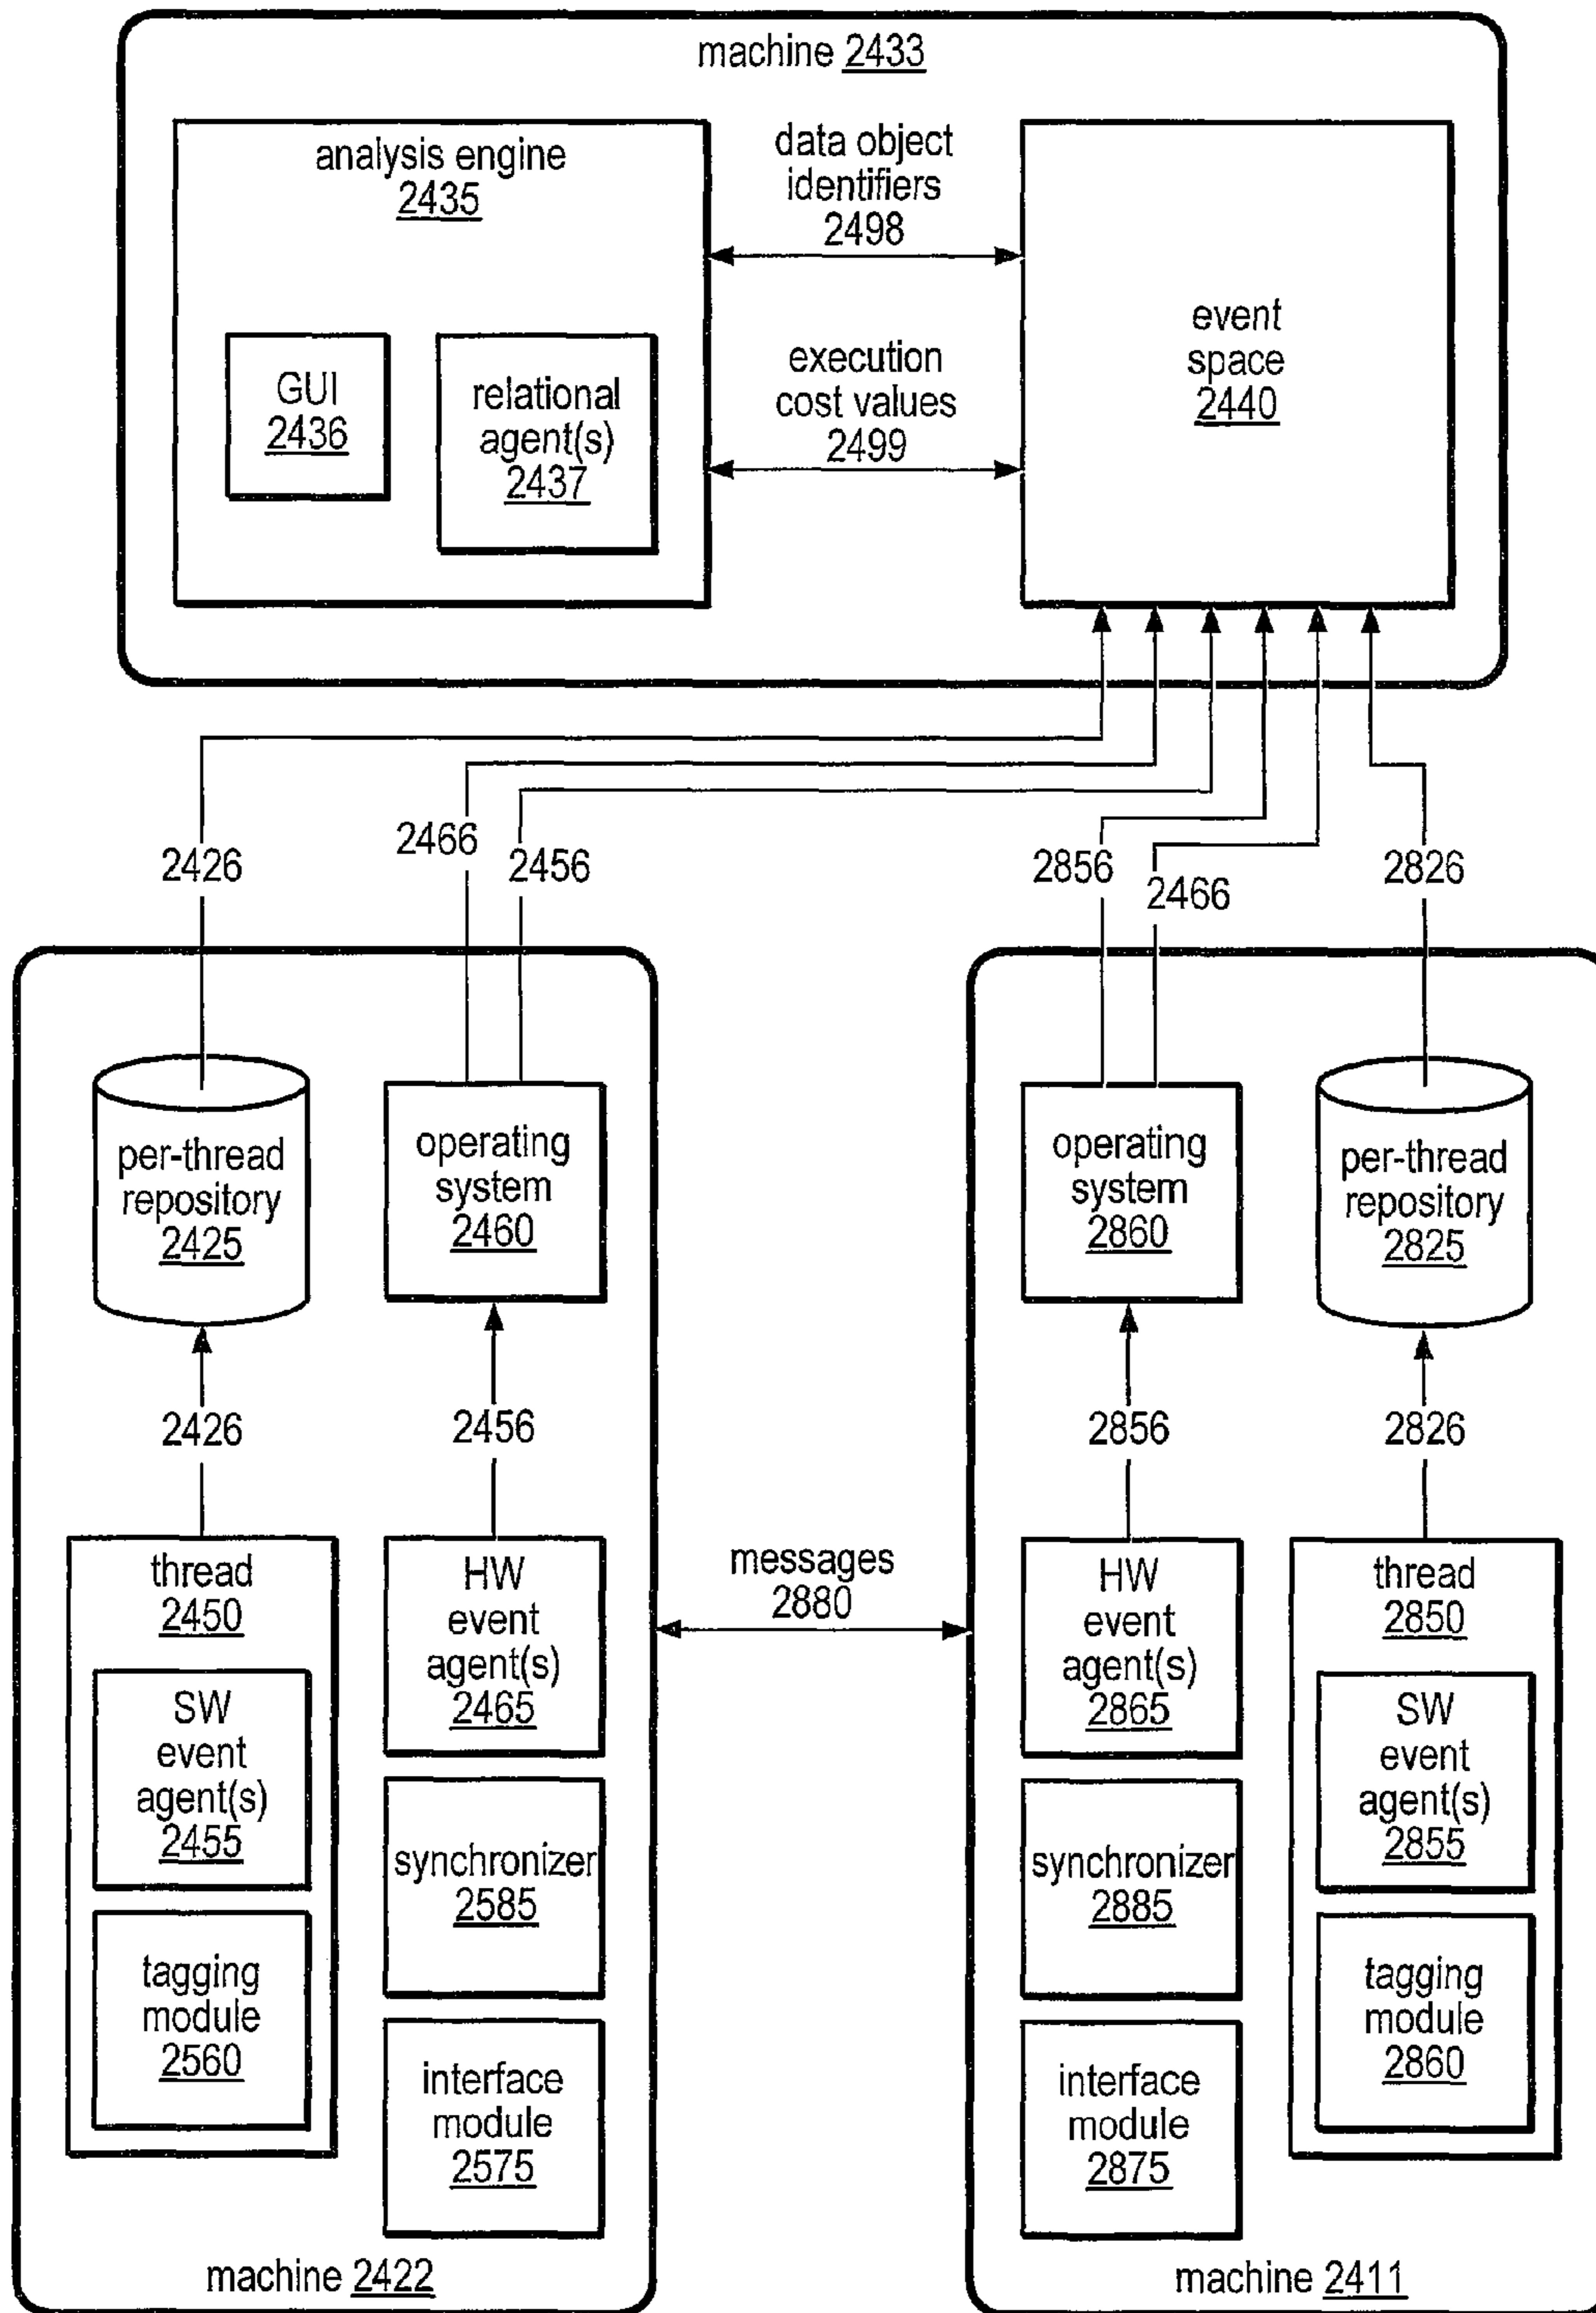 machine 2433
analysis engine
2435
data object
identifiers
2498
GUI
2436
relational
agent(s)
2437
execution
cost values
2499
event
space
2440
2426
2466
2456
2856
2466
2826
per-thread
repository
2425
operating
system
2460
operating
system
2860
per-thread
repository
2825
2426
2456
2856
2826
thread
2450
HW
event
agent(s)
2465
messages
2880
HW
event
agent(s)
2865
thread
2850
SW
event
agent(s)
2455
SW
event
agent(s)
2855
synchronizer
2585
synchronizer
2885
tagging
module
2560
tagging
module
2860
interface
module
2575
interface
module
2875
machine 2422
machine 2411